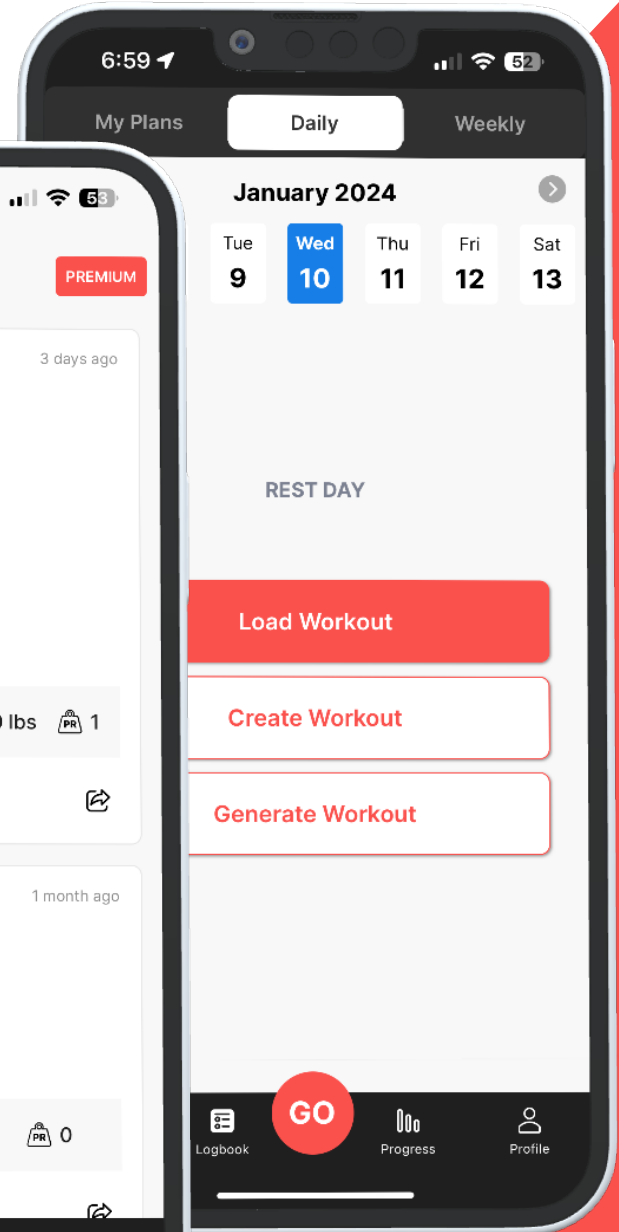 6:59
52
My Plans Daily Weekly
January 2024
Tue Wed Thu Fri Sat
9 10 11 12 13
REST DAY
Load Workout
Create Workout
Generate Workout
Logbook GO Progress Profile
53
PREMIUM
3 days ago
lbs PR 1
1 month ago
PR 0